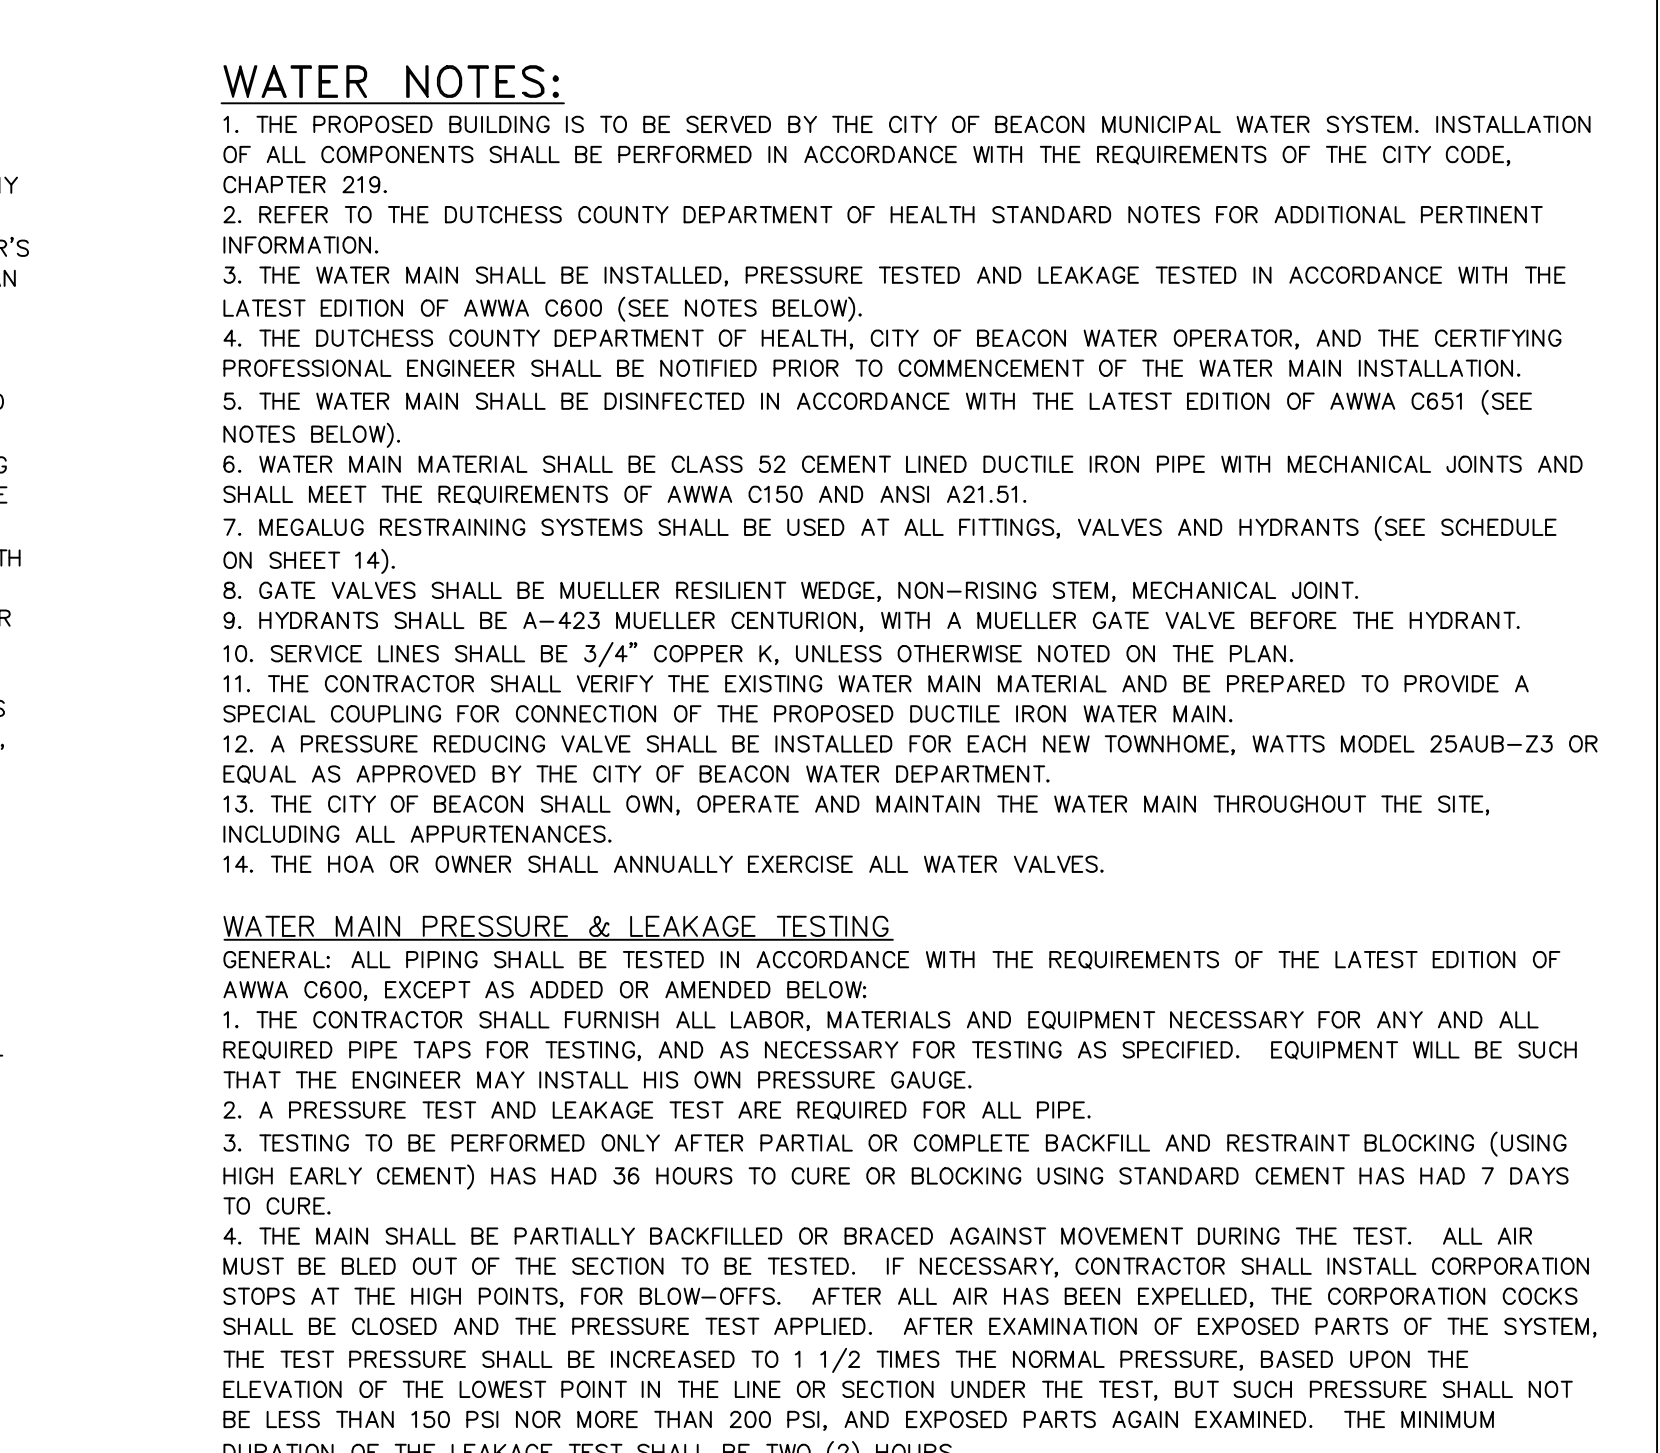 WATER NOTES:
1. THE PROPOSED BUILDING IS TO BE SERVED BY THE CITY OF BEACON MUNICIPAL WATER SYSTEM. INSTALLATION
OF ALL COMPONENTS SHALL BE PERFORMED IN ACCORDANCE WITH THE REQUIREMENTS OF THE CITY CODE,
CHAPTER 219.
2. REFER TO THE DUTCHESS COUNTY DEPARTMENT OF HEALTH STANDARD NOTES FOR ADDITIONAL PERTINENT
INFORMATION.
3. THE WATER MAIN SHALL BE INSTALLED, PRESSURE TESTED AND LEAKAGE TESTED IN ACCORDANCE WITH THE
LATEST EDITION OF AWWA C600 (SEE NOTES BELOW).
4. THE DUTCHESS COUNTY DEPARTMENT OF HEALTH, CITY OF BEACON WATER OPERATOR, AND THE CERTIFYING
PROFESSIONAL ENGINEER SHALL BE NOTIFIED PRIOR TO COMMENCEMENT OF THE WATER MAIN INSTALLATION.
5. THE WATER MAIN SHALL BE DISINFECTED IN ACCORDANCE WITH THE LATEST EDITION OF AWWA C651 (SEE
NOTES BELOW).
6. WATER MAIN MATERIAL SHALL BE CLASS 52 CEMENT LINED DUCTILE IRON PIPE WITH MECHANICAL JOINTS AND
SHALL MEET THE REQUIREMENTS OF AWWA C150 AND ANSI A21.51.
7. MEGALUG RESTRAINING SYSTEMS SHALL BE USED AT ALL FITTINGS, VALVES AND HYDRANTS (SEE SCHEDULE
ON SHEET 14).
8. GATE VALVES SHALL BE MUELLER RESILIENT WEDGE, NON-RISING STEM, MECHANICAL JOINT.
9. HYDRANTS SHALL BE A-423 MUELLER CENTURION, WITH A MUELLER GATE VALVE BEFORE THE HYDRANT.
10. SERVICE LINES SHALL BE 3/4" COPPER K, UNLESS OTHERWISE NOTED ON THE PLAN.
11. THE CONTRACTOR SHALL VERIFY THE EXISTING WATER MAIN MATERIAL AND BE PREPARED TO PROVIDE A
SPECIAL COUPLING FOR CONNECTION OF THE PROPOSED DUCTILE IRON WATER MAIN.
12. A PRESSURE REDUCING VALVE SHALL BE INSTALLED FOR EACH NEW TOWNHOME, WATTS MODEL 25AUB-Z3 OR
EQUAL AS APPROVED BY THE CITY OF BEACON WATER DEPARTMENT.
13. THE CITY OF BEACON SHALL OWN, OPERATE AND MAINTAIN THE WATER MAIN THROUGHOUT THE SITE,
INCLUDING ALL APPURTENANCES.
14. THE HOA OR OWNER SHALL ANNUALLY EXERCISE ALL WATER VALVES.
WATER MAIN PRESSURE & LEAKAGE TESTING
GENERAL: ALL PIPING SHALL BE TESTED IN ACCORDANCE WITH THE REQUIREMENTS OF THE LATEST EDITION OF
AWWA C600, EXCEPT AS ADDED OR AMENDED BELOW:
1. THE CONTRACTOR SHALL FURNISH ALL LABOR, MATERIALS AND EQUIPMENT NECESSARY FOR ANY AND ALL
REQUIRED PIPE TAPS FOR TESTING, AND AS NECESSARY FOR TESTING AS SPECIFIED. EQUIPMENT WILL BE SUCH
THAT THE ENGINEER MAY INSTALL HIS OWN PRESSURE GAUGE.
2. A PRESSURE TEST AND LEAKAGE TEST ARE REQUIRED FOR ALL PIPE.
3. TESTING TO BE PERFORMED ONLY AFTER PARTIAL OR COMPLETE BACKFILL AND RESTRAINT BLOCKING (USING
HIGH EARLY CEMENT) HAS HAD 36 HOURS TO CURE OR BLOCKING USING STANDARD CEMENT HAS HAD 7 DAYS
TO CURE.
4. THE MAIN SHALL BE PARTIALLY BACKFILLED OR BRACED AGAINST MOVEMENT DURING THE TEST. ALL AIR
MUST BE BLED OUT OF THE SECTION TO BE TESTED. IF NECESSARY, CONTRACTOR SHALL INSTALL CORPORATION
STOPS AT THE HIGH POINTS, FOR BLOW-OFFS. AFTER ALL AIR HAS BEEN EXPELLED, THE CORPORATION COCKS
SHALL BE CLOSED AND THE PRESSURE TEST APPLIED. AFTER EXAMINATION OF EXPOSED PARTS OF THE SYSTEM,
THE TEST PRESSURE SHALL BE INCREASED TO 1 1/2 TIMES THE NORMAL PRESSURE, BASED UPON THE
ELEVATION OF THE LOWEST POINT IN THE LINE OR SECTION UNDER THE TEST, BUT SUCH PRESSURE SHALL NOT
BE LESS THAN 150 PSI NOR MORE THAN 200 PSI, AND EXPOSED PARTS AGAIN EXAMINED. THE MINIMUM
DURATION OF THE LEAKAGE TEST SHALL BE TWO (2) HOURS